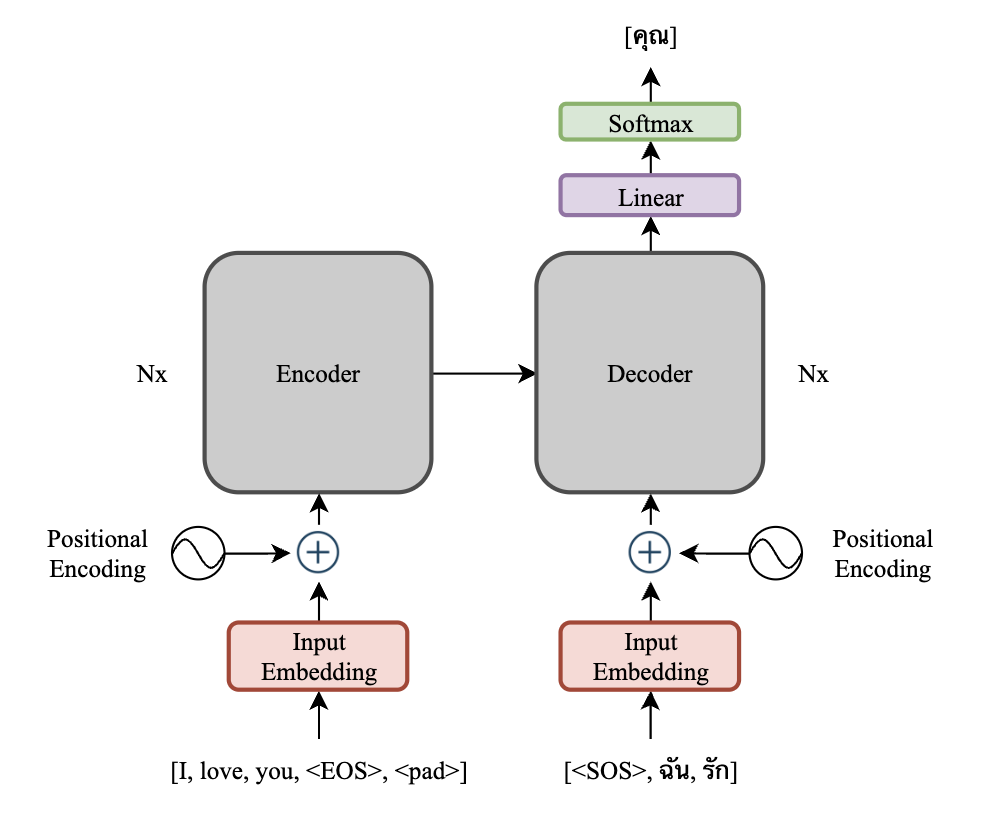 [คุณ]
Softmax
Linear
Nx
Encoder
Decoder
Nx
Positional
Encoding
Positional
Encoding
Input
Embedding
Input
Embedding
[I, love, you, <EOS>, <pad>]
[<SOS>, ฉัน, รัก]